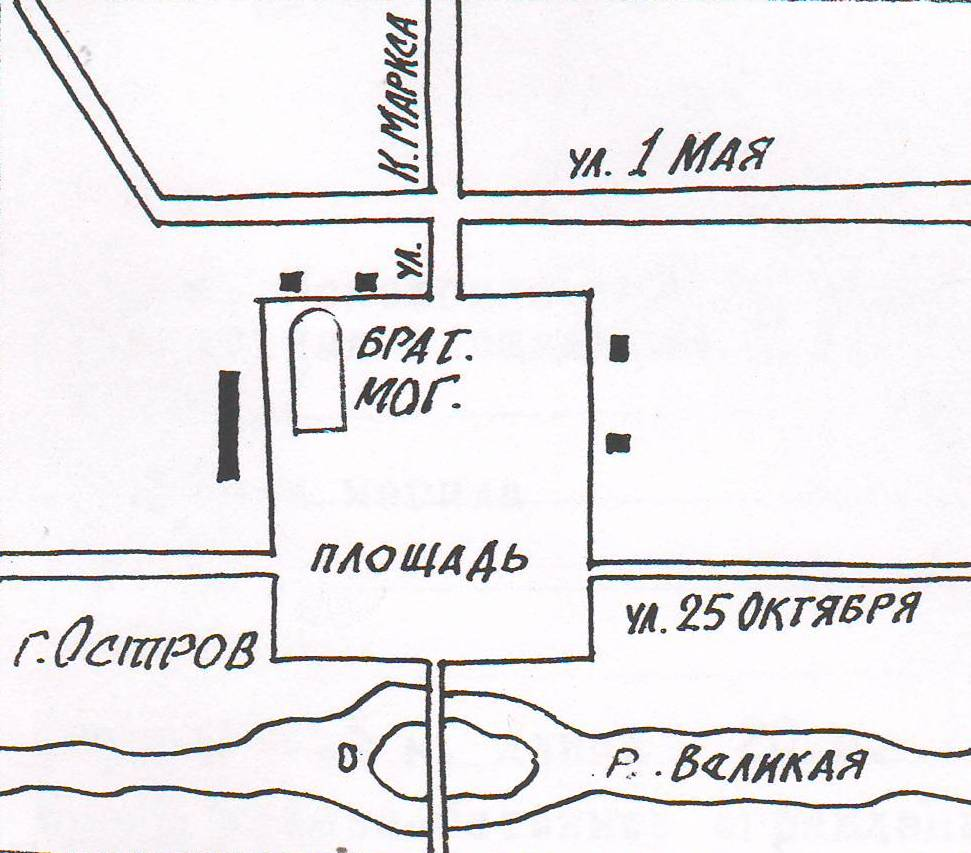 ул. К. МАРКСА
ул. 1 МАЯ
БРАТ.
МОГ.
ПЛОЩАДЬ
ул. 25 ОКТЯБРЯ
г. Остров
О
Р. Великая